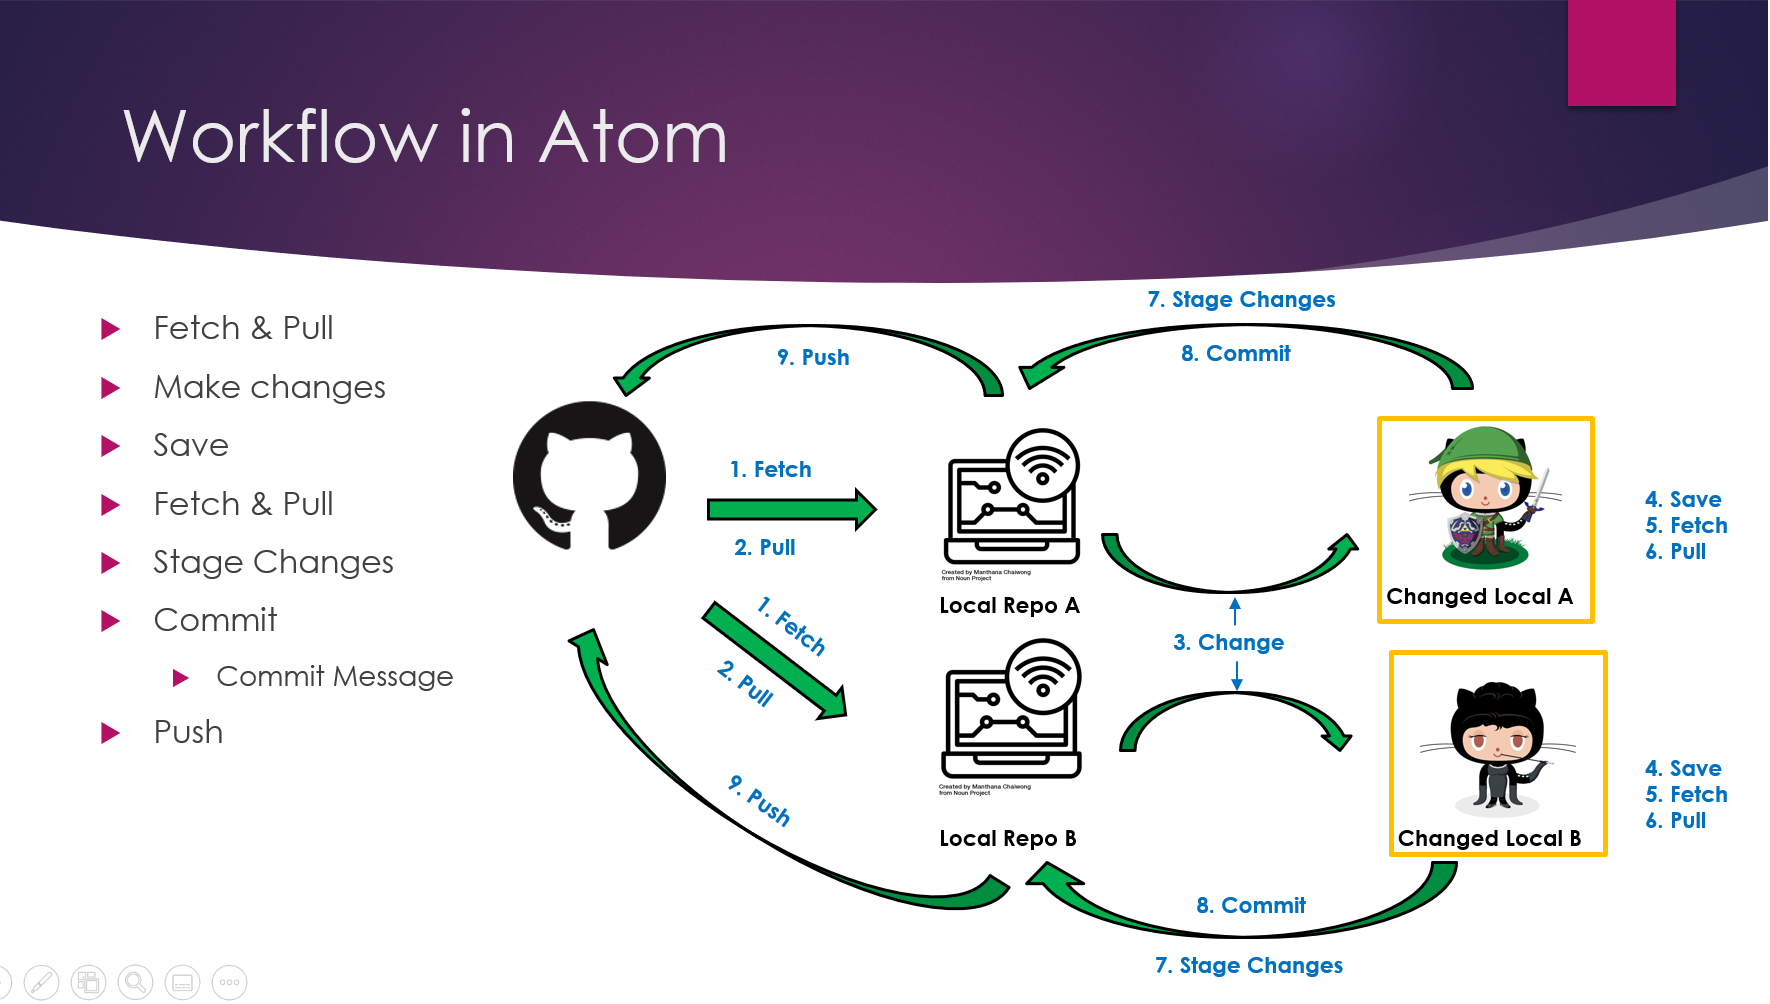 Workflow in Atom
Fetch & Pull
Make changes
Save
Fetch & Pull
Stage Changes
Commit
Commit Message
Push
7. Stage Changes
8. Commit
9. Push
1. Fetch
2. Pull
Created by Manthana Chaiwong
from Noun Project
Local Repo A
Changed Local A
4. Save
5. Fetch
6. Pull
3. Change
1. Fetch
2. Pull
Created by Manthana Chaiwong
from Noun Project
Local Repo B
Changed Local B
4. Save
5. Fetch
6. Pull
9. Push
8. Commit
7. Stage Changes